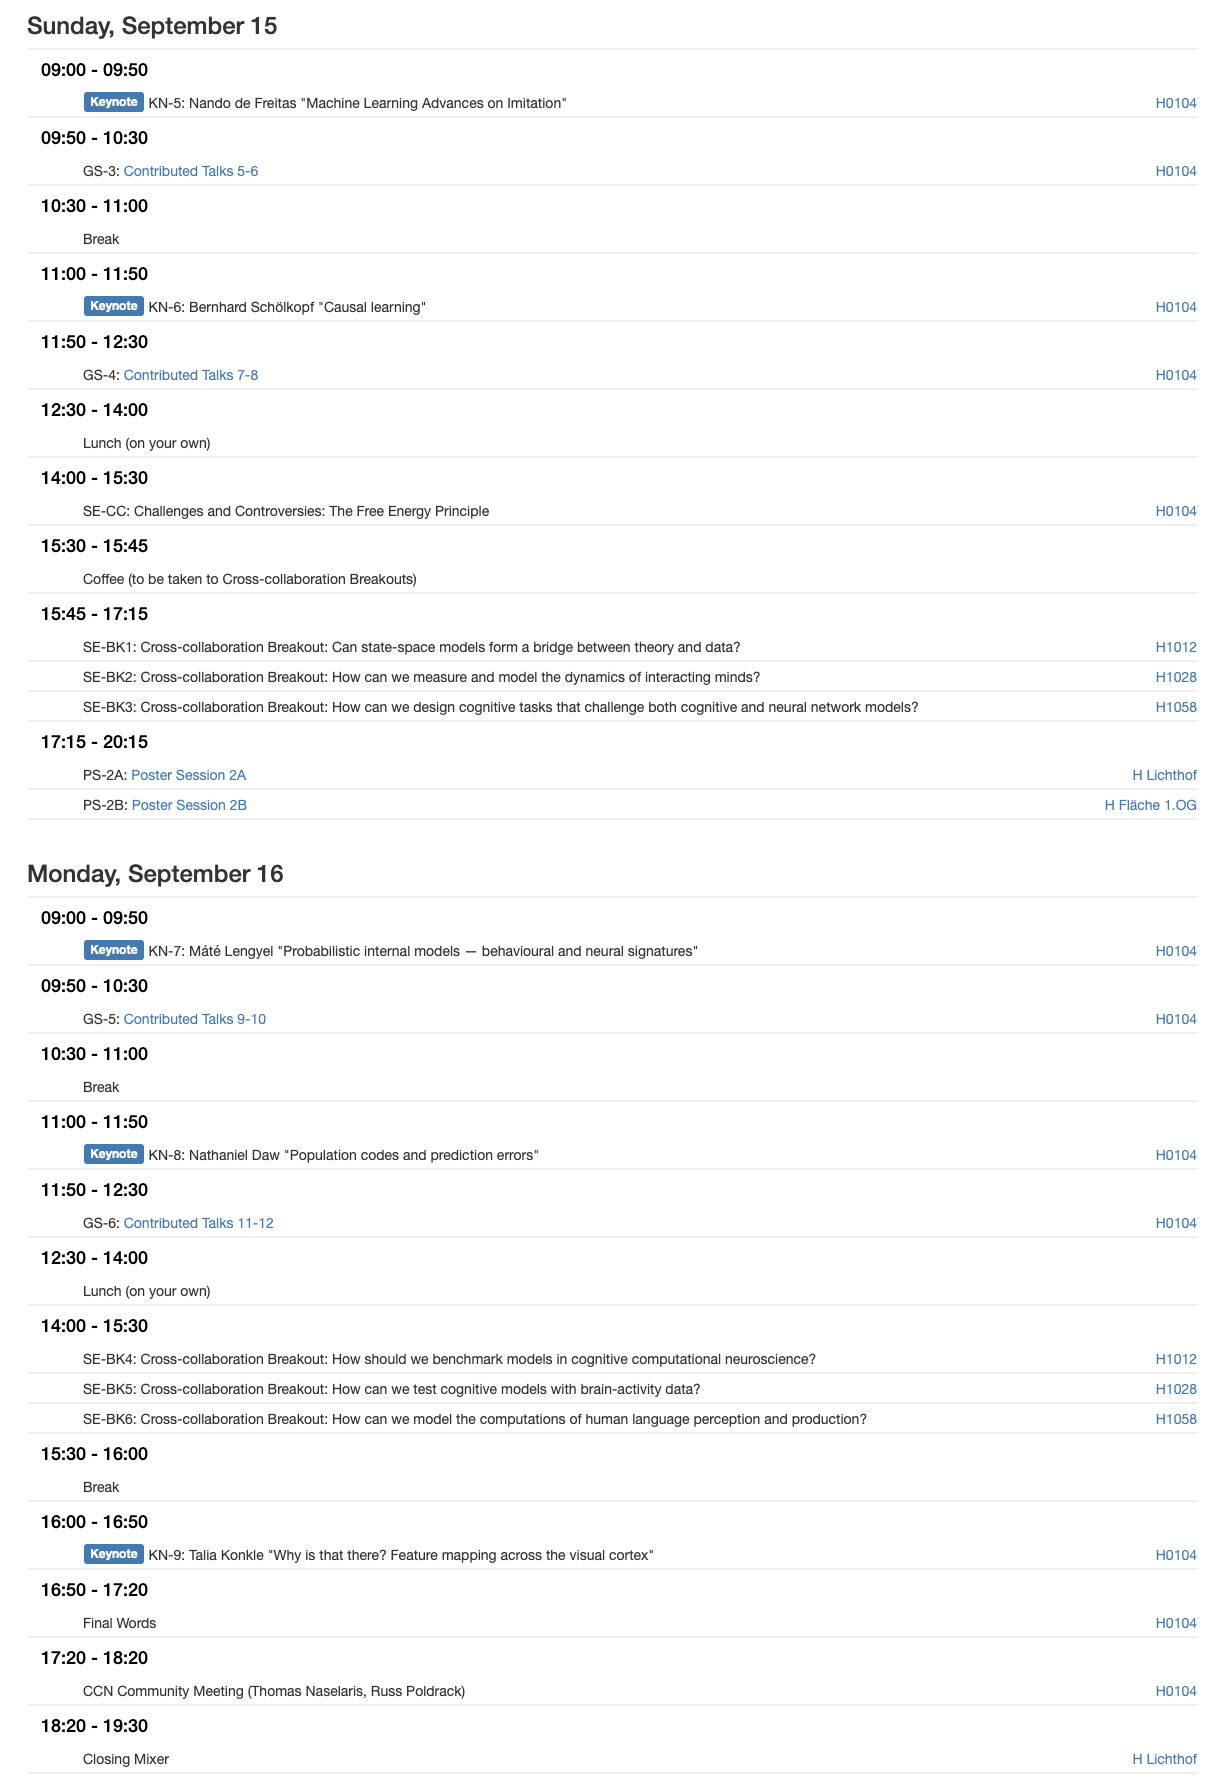 Sunday, September 15
09:00 - 09:50
Keynote KN-5: Nando de Freitas "Machine Learning Advances on Imitation" H0104
09:50 - 10:30
GS-3: Contributed Talks 5-6 H0104
10:30 - 11:00
Break
11:00 - 11:50
Keynote KN-6: Bernhard Schölkopf "Causal learning" H0104
11:50 - 12:30
GS-4: Contributed Talks 7-8 H0104
12:30 - 14:00
Lunch (on your own)
14:00 - 15:30
SE-CC: Challenges and Controversies: The Free Energy Principle H0104
15:30 - 15:45
Coffee (to be taken to Cross-collaboration Breakouts)
15:45 - 17:15
SE-BK1: Cross-collaboration Breakout: Can state-space models form a bridge between theory and data? H1012
SE-BK2: Cross-collaboration Breakout: How can we measure and model the dynamics of interacting minds? H1028
SE-BK3: Cross-collaboration Breakout: How can we design cognitive tasks that challenge both cognitive and neural network models? H1058
17:15 - 20:15
PS-2A: Poster Session 2A H Lichthof
PS-2B: Poster Session 2B H Fläche 1.OG
Monday, September 16
09:00 - 09:50
Keynote KN-7: Máté Lengyel "Probabilistic internal models — behavioural and neural signatures" H0104
09:50 - 10:30
GS-5: Contributed Talks 9-10 H0104
10:30 - 11:00
Break
11:00 - 11:50
Keynote KN-8: Nathaniel Daw "Population codes and prediction errors" H0104
11:50 - 12:30
GS-6: Contributed Talks 11-12 H0104
12:30 - 14:00
Lunch (on your own)
14:00 - 15:30
SE-BK4: Cross-collaboration Breakout: How should we benchmark models in cognitive computational neuroscience? H1012
SE-BK5: Cross-collaboration Breakout: How can we test cognitive models with brain-activity data? H1028
SE-BK6: Cross-collaboration Breakout: How can we model the computations of human language perception and production? H1058
15:30 - 16:00
Break
16:00 - 16:50
Keynote KN-9: Talia Konkle "Why is that there? Feature mapping across the visual cortex" H0104
16:50 - 17:20
Final Words H0104
17:20 - 18:20
CCN Community Meeting (Thomas Naselaris, Russ Poldrack) H0104
18:20 - 19:30
Closing Mixer H Lichthof